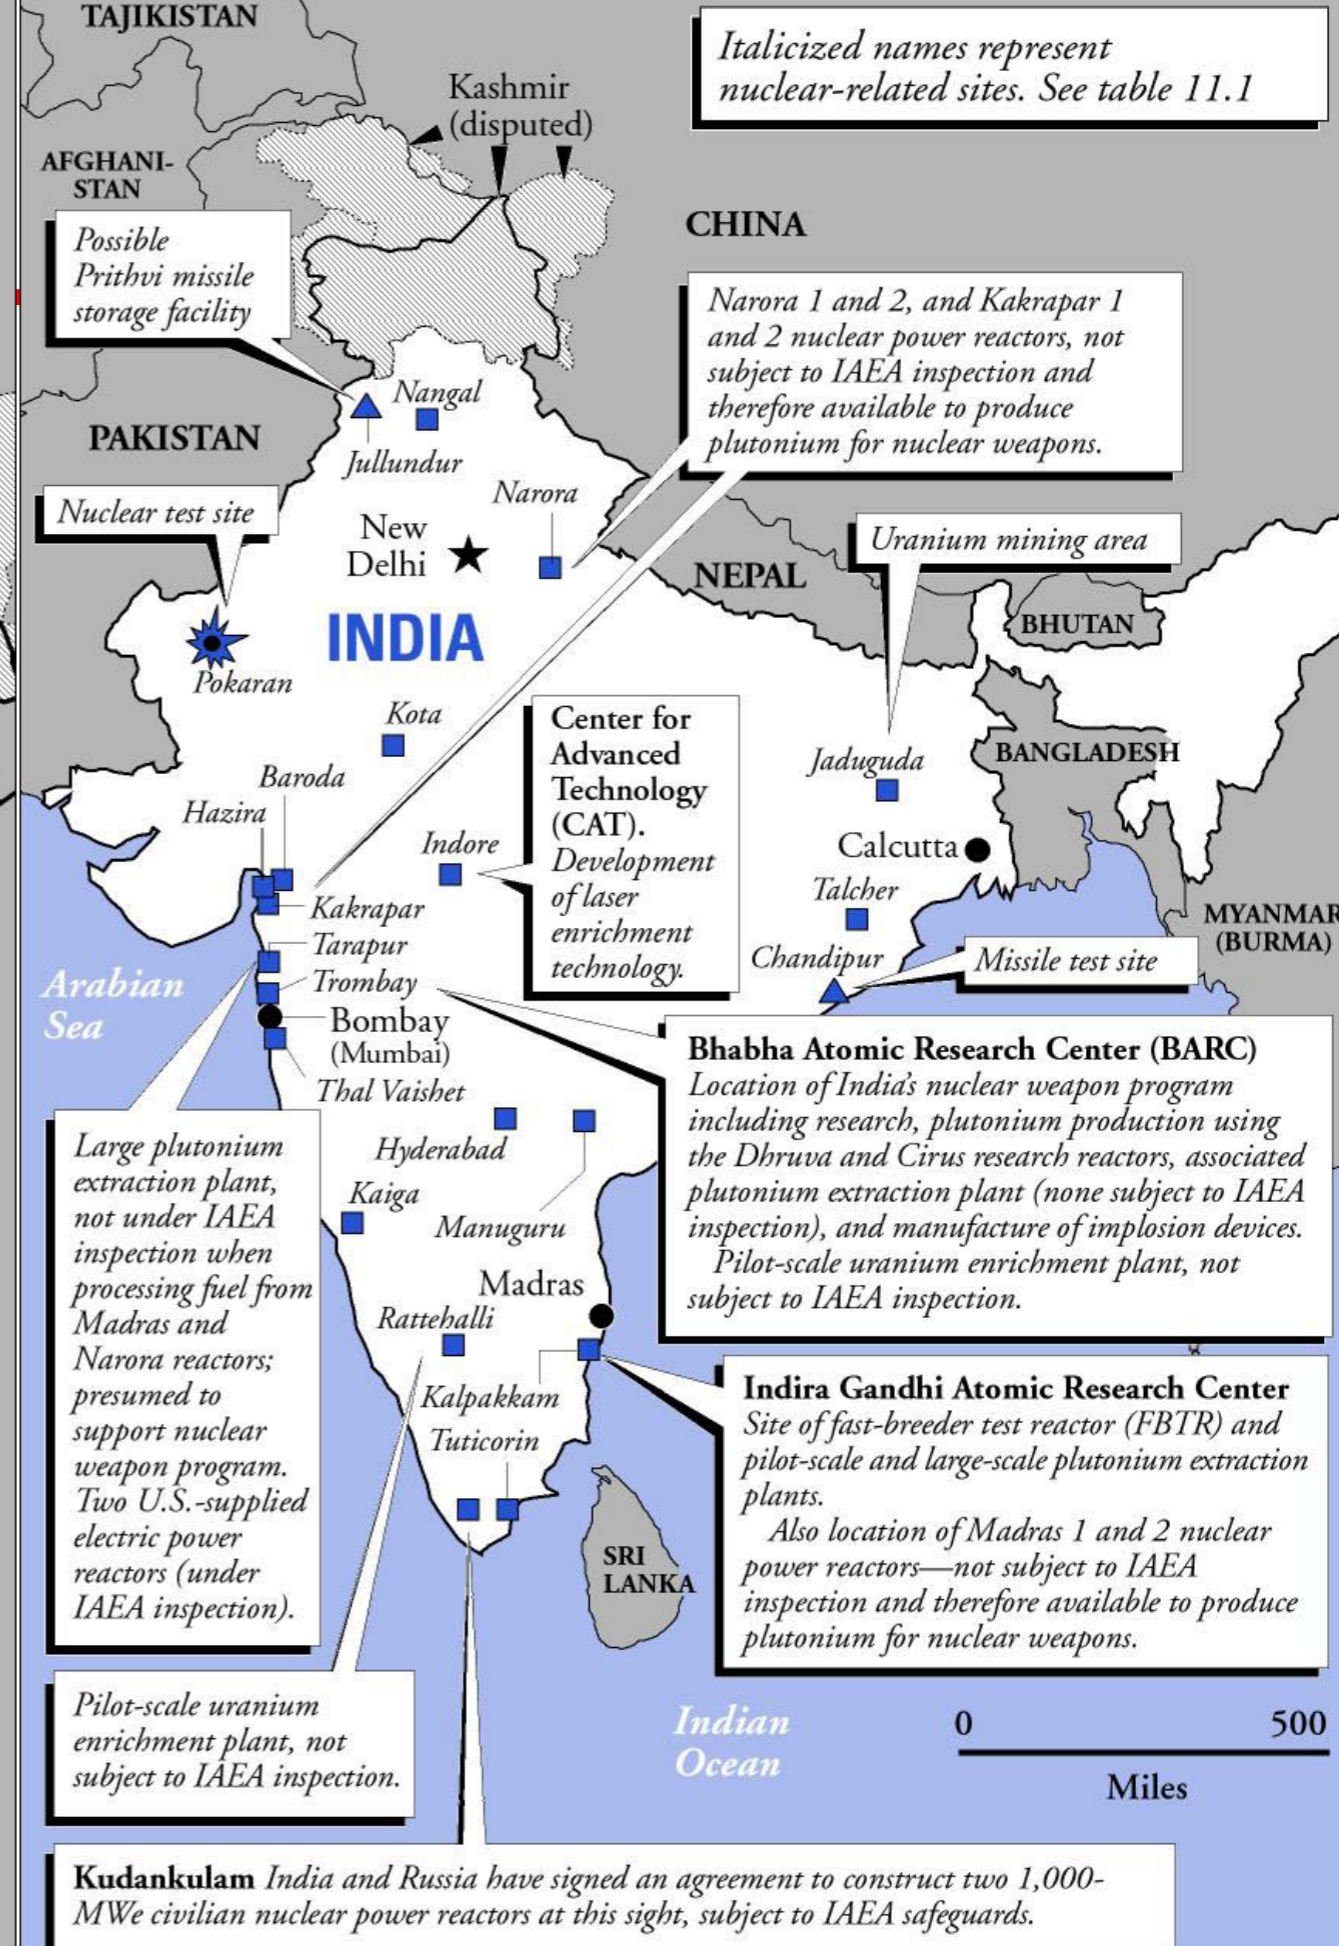 TAJIKISTAN
Italicized names represent
nuclear-related sites. See table 11.1
Kashmir
(disputed)
AFGHANI-
STAN
CHINA
Possible
Prithvi missile
storage facility
Narora 1 and 2, and Kakrapar 1
and 2 nuclear power reactors, not
subject to IAEA inspection and
therefore available to produce
plutonium for nuclear weapons.
Nangal
PAKISTAN
Jullundur
Narora
Nuclear test site
New
Delhi
Uranium mining area
NEPAL
BHUTAN
INDIA
Pokaran
Kota
Center for
Advanced
Technology
(CAT).
Development
of laser
enrichment
technology.
BANGLADESH
Jaduguda
Baroda
Hazira
Indore
Calcutta
Talcher
Kakrapar
MYANMAR
(BURMA)
Tarapur
Chandipur
Missile test site
Trombay
Arabian
Sea
Bombay
(Mumbai)
Thal Vaishet
Bhabha Atomic Research Center (BARC)
Location of India's nuclear weapon program
including research, plutonium production using
the Dhruva and Cirus research reactors, associated
plutonium extraction plant (none subject to IAEA
inspection), and manufacture of implosion devices.
Pilot-scale uranium enrichment plant, not
subject to IAEA inspection.
Large plutonium
extraction plant,
not under IAEA
inspection when
processing fuel from
Madras and
Narora reactors;
presumed to
support nuclear
weapon program.
Two U.S.-supplied
electric power
reactors (under
IAEA inspection).
Hyderabad
Kaiga
Manuguru
Madras
Rattehalli
Kalpakkam
Tuticorin
Indira Gandhi Atomic Research Center
Site of fast-breeder test reactor (FBTR) and
pilot-scale and large-scale plutonium extraction
plants.
Also location of Madras 1 and 2 nuclear
power reactors—not subject to IAEA
inspection and therefore available to produce
plutonium for nuclear weapons.
SRI
LANKA
Pilot-scale uranium
enrichment plant, not
subject to IAEA inspection.
Indian
Ocean
0 500
Miles
Kudankulam India and Russia have signed an agreement to construct two 1,000-
MWe civilian nuclear power reactors at this sight, subject to IAEA safeguards.